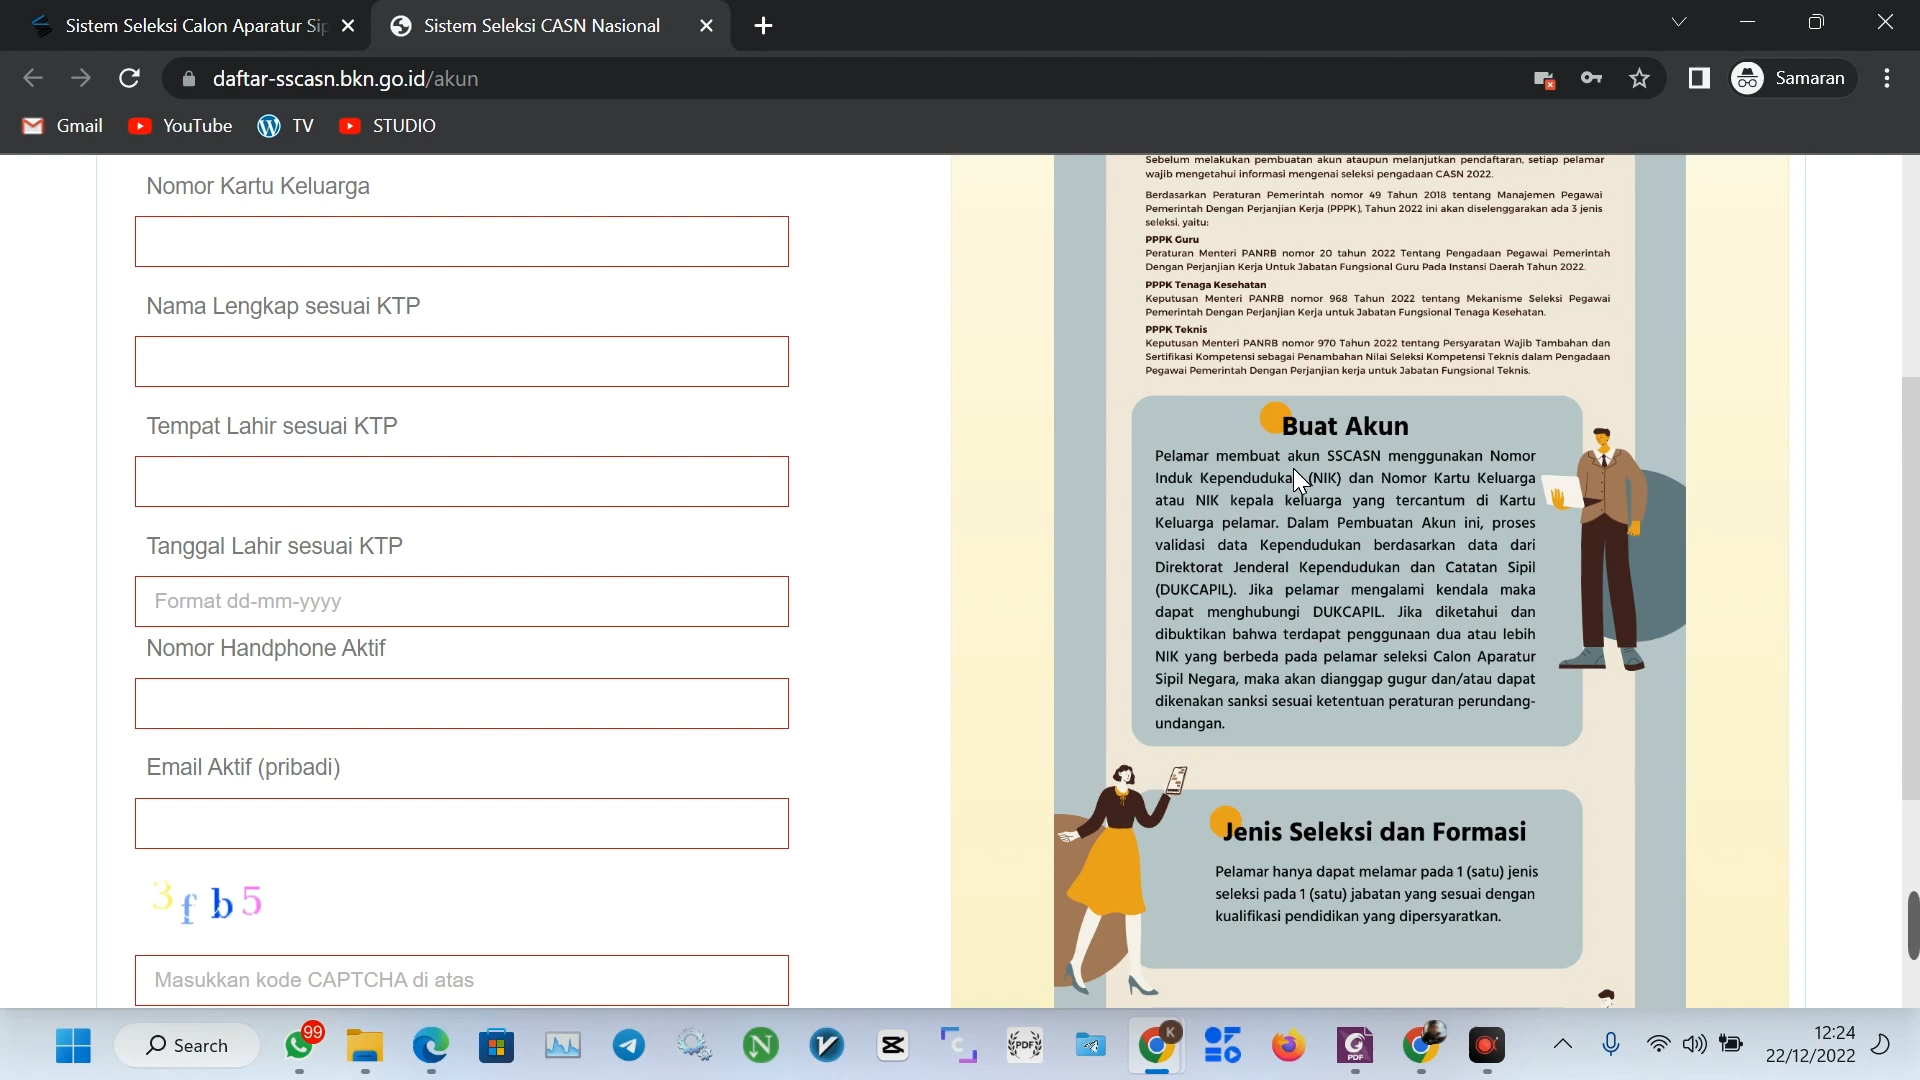 Sistem Seleksi Calon Aparatur Sip
Sistem Seleksi CASN Nasional
daftar-sscasn.bkn.go.id/akun
Samaran
Gmail
YouTube
TV
STUDIO
Nomor Kartu Keluarga
Nama Lengkap sesuai KTP
Tempat Lahir sesuai KTP
Tanggal Lahir sesuai KTP
Format dd-mm-yyyy
Nomor Handphone Aktif
Email Aktif (pribadi)
3fb5
Masukkan kode CAPTCHA di atas
Sebelum melakukan pembuatan akun ataupun melanjutkan pendaftaran, setiap pelamar
wajib mengetahui informasi mengenai seleksi pengadaan CASN 2022.
Berdasarkan Peraturan Pemerintah nomor 49 Tahun 2018 tentang Manajemen Pegawai
Pemerintah Dengan Perjanjian Kerja (PPPK), Tahun 2022 ini akan diselenggarakan ada 3 jenis
seleksi, yaitu:
PPPK Guru
Peraturan Menteri PANRB nomor 20 tahun 2022 Tentang Pengadaan Pegawai Pemerintah
Dengan Perjanjian Kerja Untuk Jabatan Fungsional Guru Pada Instansi Daerah Tahun 2022.
PPPK Tenaga Kesehatan
Keputusan Menteri PANRB nomor 968 Tahun 2022 tentang Mekanisme Seleksi Pegawai
Pemerintah Dengan Perjanjian Kerja untuk Jabatan Fungsional Tenaga Kesehatan.
PPPK Teknis
Keputusan Menteri PANRB nomor 970 Tahun 2022 tentang Persyaratan Wajib Tambahan dan
Sertifikasi Kompetensi sebagai Penambahan Nilai Seleksi Kompetensi Teknis dalam Pengadaan
Pegawai Pemerintah Dengan Perjanjian kerja untuk Jabatan Fungsional Teknis.
Buat Akun
Pelamar membuat akun SSCASN menggunakan Nomor
Induk Kependudukan (NIK) dan Nomor Kartu Keluarga
atau NIK kepala keluarga yang tercantum di Kartu
Keluarga pelamar. Dalam Pembuatan Akun ini, proses
validasi data Kependudukan berdasarkan data dari
Direktorat Jenderal Kependudukan dan Catatan Sipil
(DUKCAPIL). Jika pelamar mengalami kendala maka
dapat menghubungi DUKCAPIL. Jika diketahui dan
dibuktikan bahwa terdapat penggunaan dua atau lebih
NIK yang berbeda pada pelamar seleksi Calon Aparatur
Sipil Negara, maka akan dianggap gugur dan/atau dapat
dikenakan sanksi sesuai ketentuan peraturan perundang-
undangan.
Jenis Seleksi dan Formasi
Pelamar hanya dapat melamar pada 1 (satu) jenis
seleksi pada 1 (satu) jabatan yang sesuai dengan
kualifikasi pendidikan yang dipersyaratkan.
Search
99
PDF
K
PDF
12:24
22/12/2022